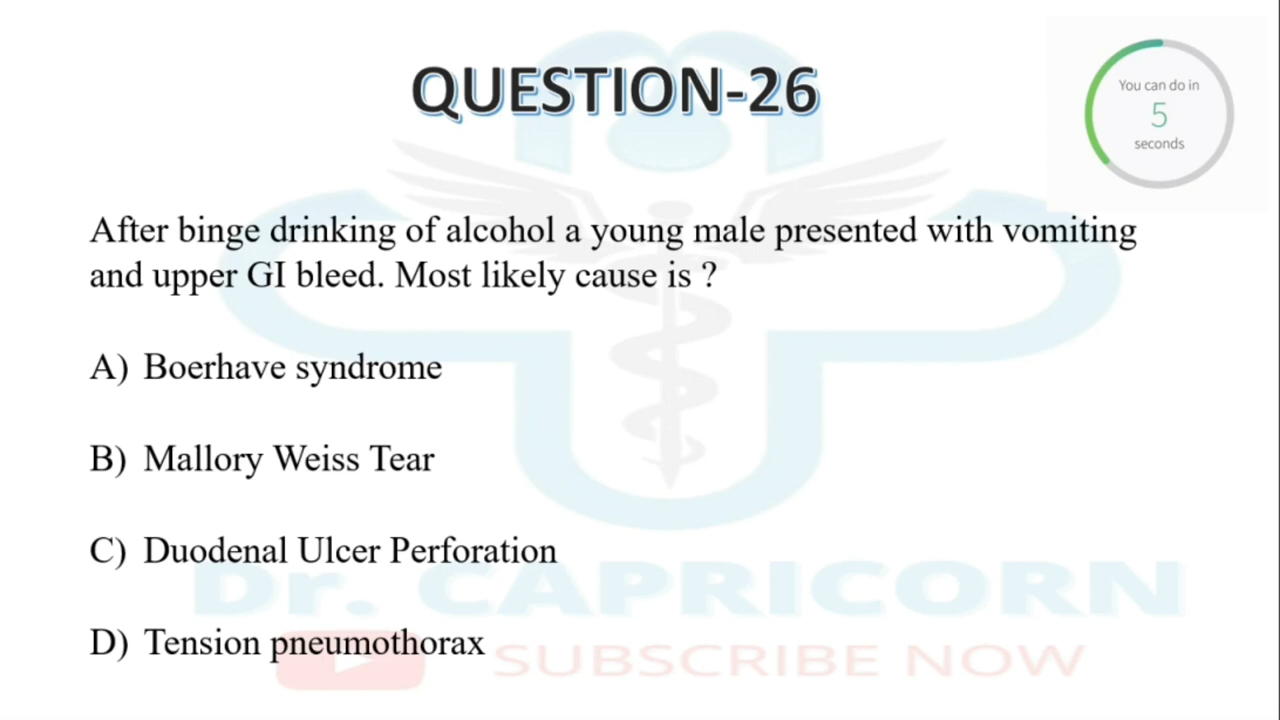 QUESTION-26
You can do in
5
seconds
After binge drinking of alcohol a young male presented with vomiting
and upper GI bleed. Most likely cause is ?
A) Boerhave syndrome
B) Mallory Weiss Tear
C) Duodenal Ulcer Perforation
D) Tension pneumothorax
Dr. CAPRICORN
SUBSCRIBE NOW